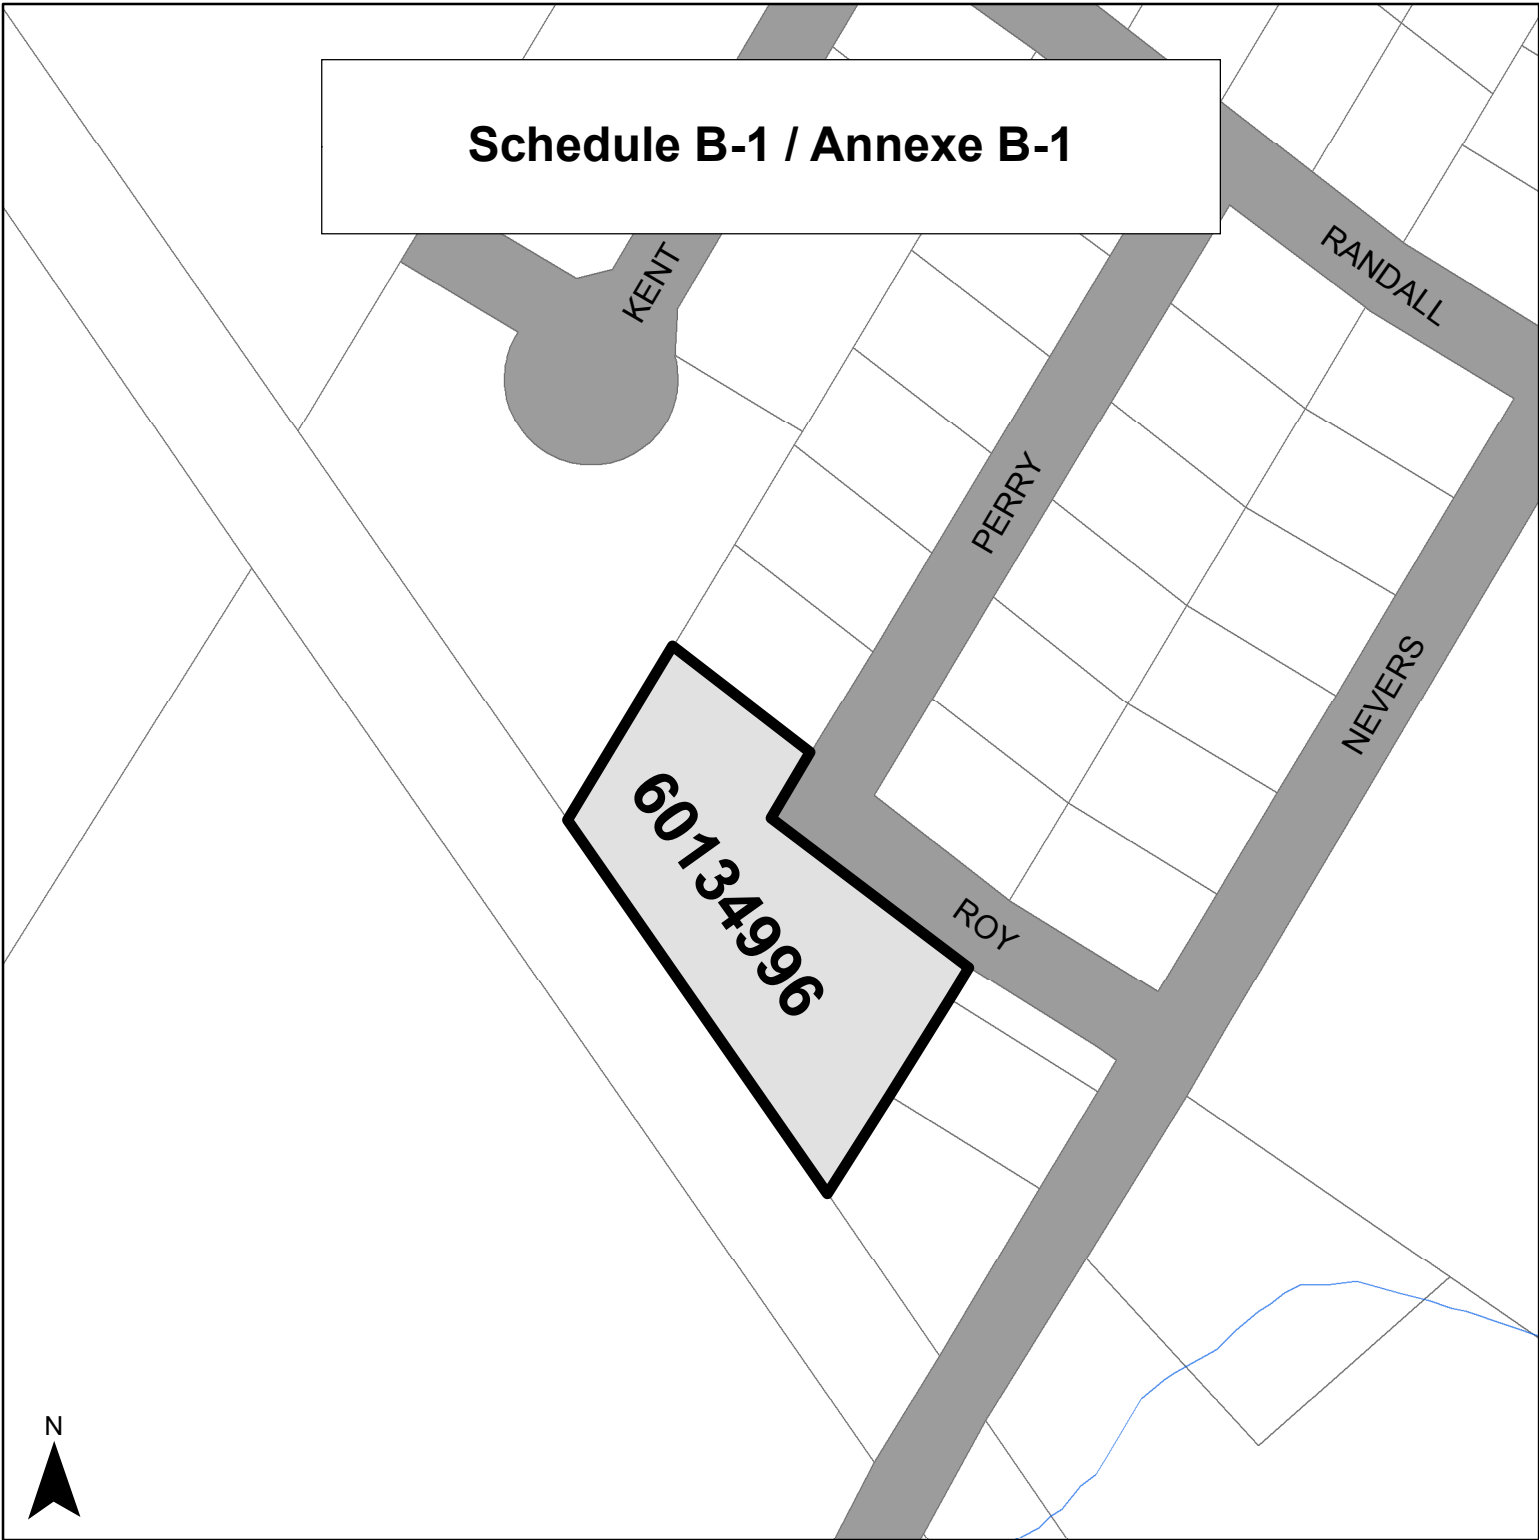 Schedule B-1 / Annexe B-1
RANDALL
KENT
PERRY
NEVERS
60134996
ROY
N